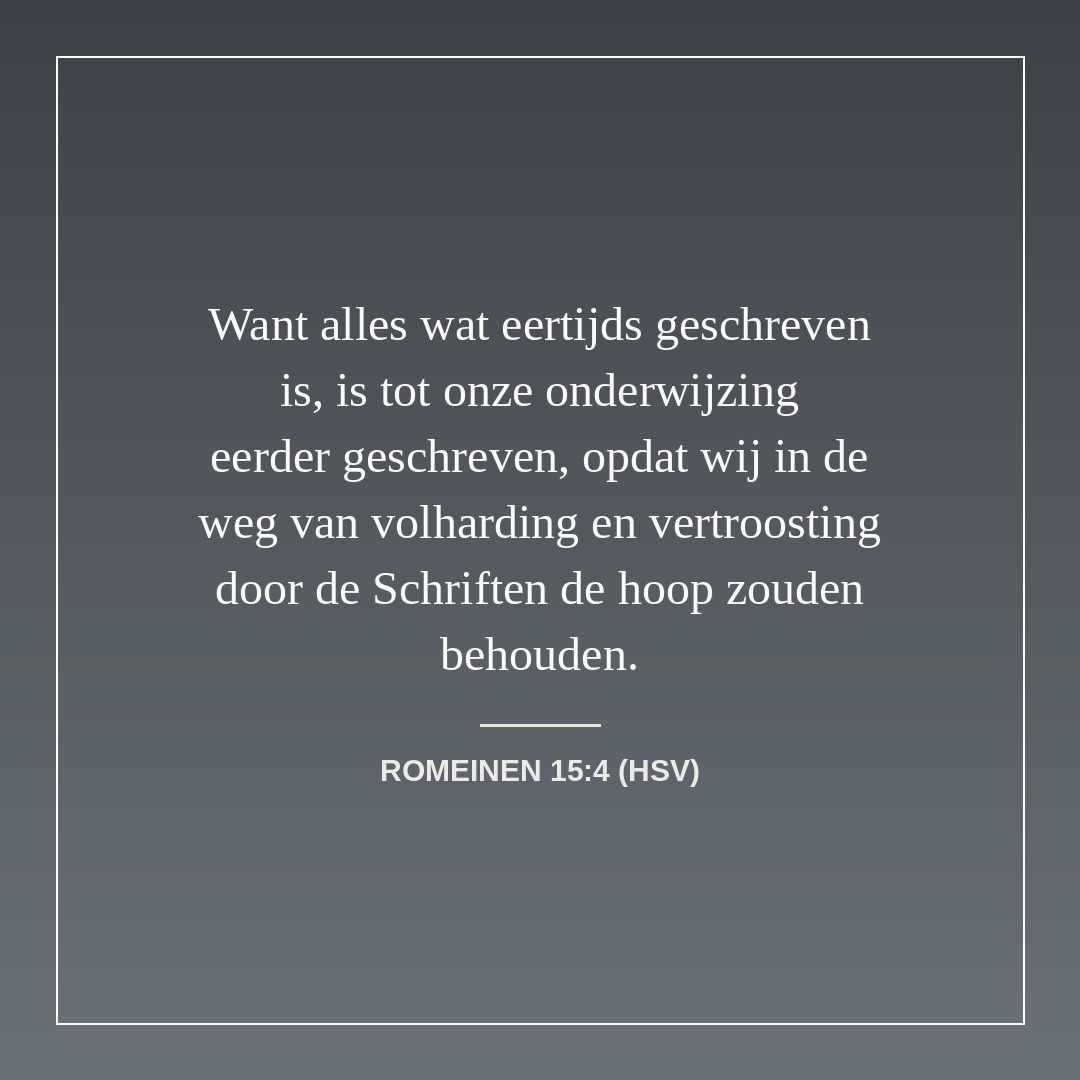 Want alles wat eertijds geschreven
is, is tot onze onderwijzing
eerder geschreven, opdat wij in de
weg van volharding en vertroosting
door de Schriften de hoop zouden
behouden.
ROMEINEN 15:4 (HSV)